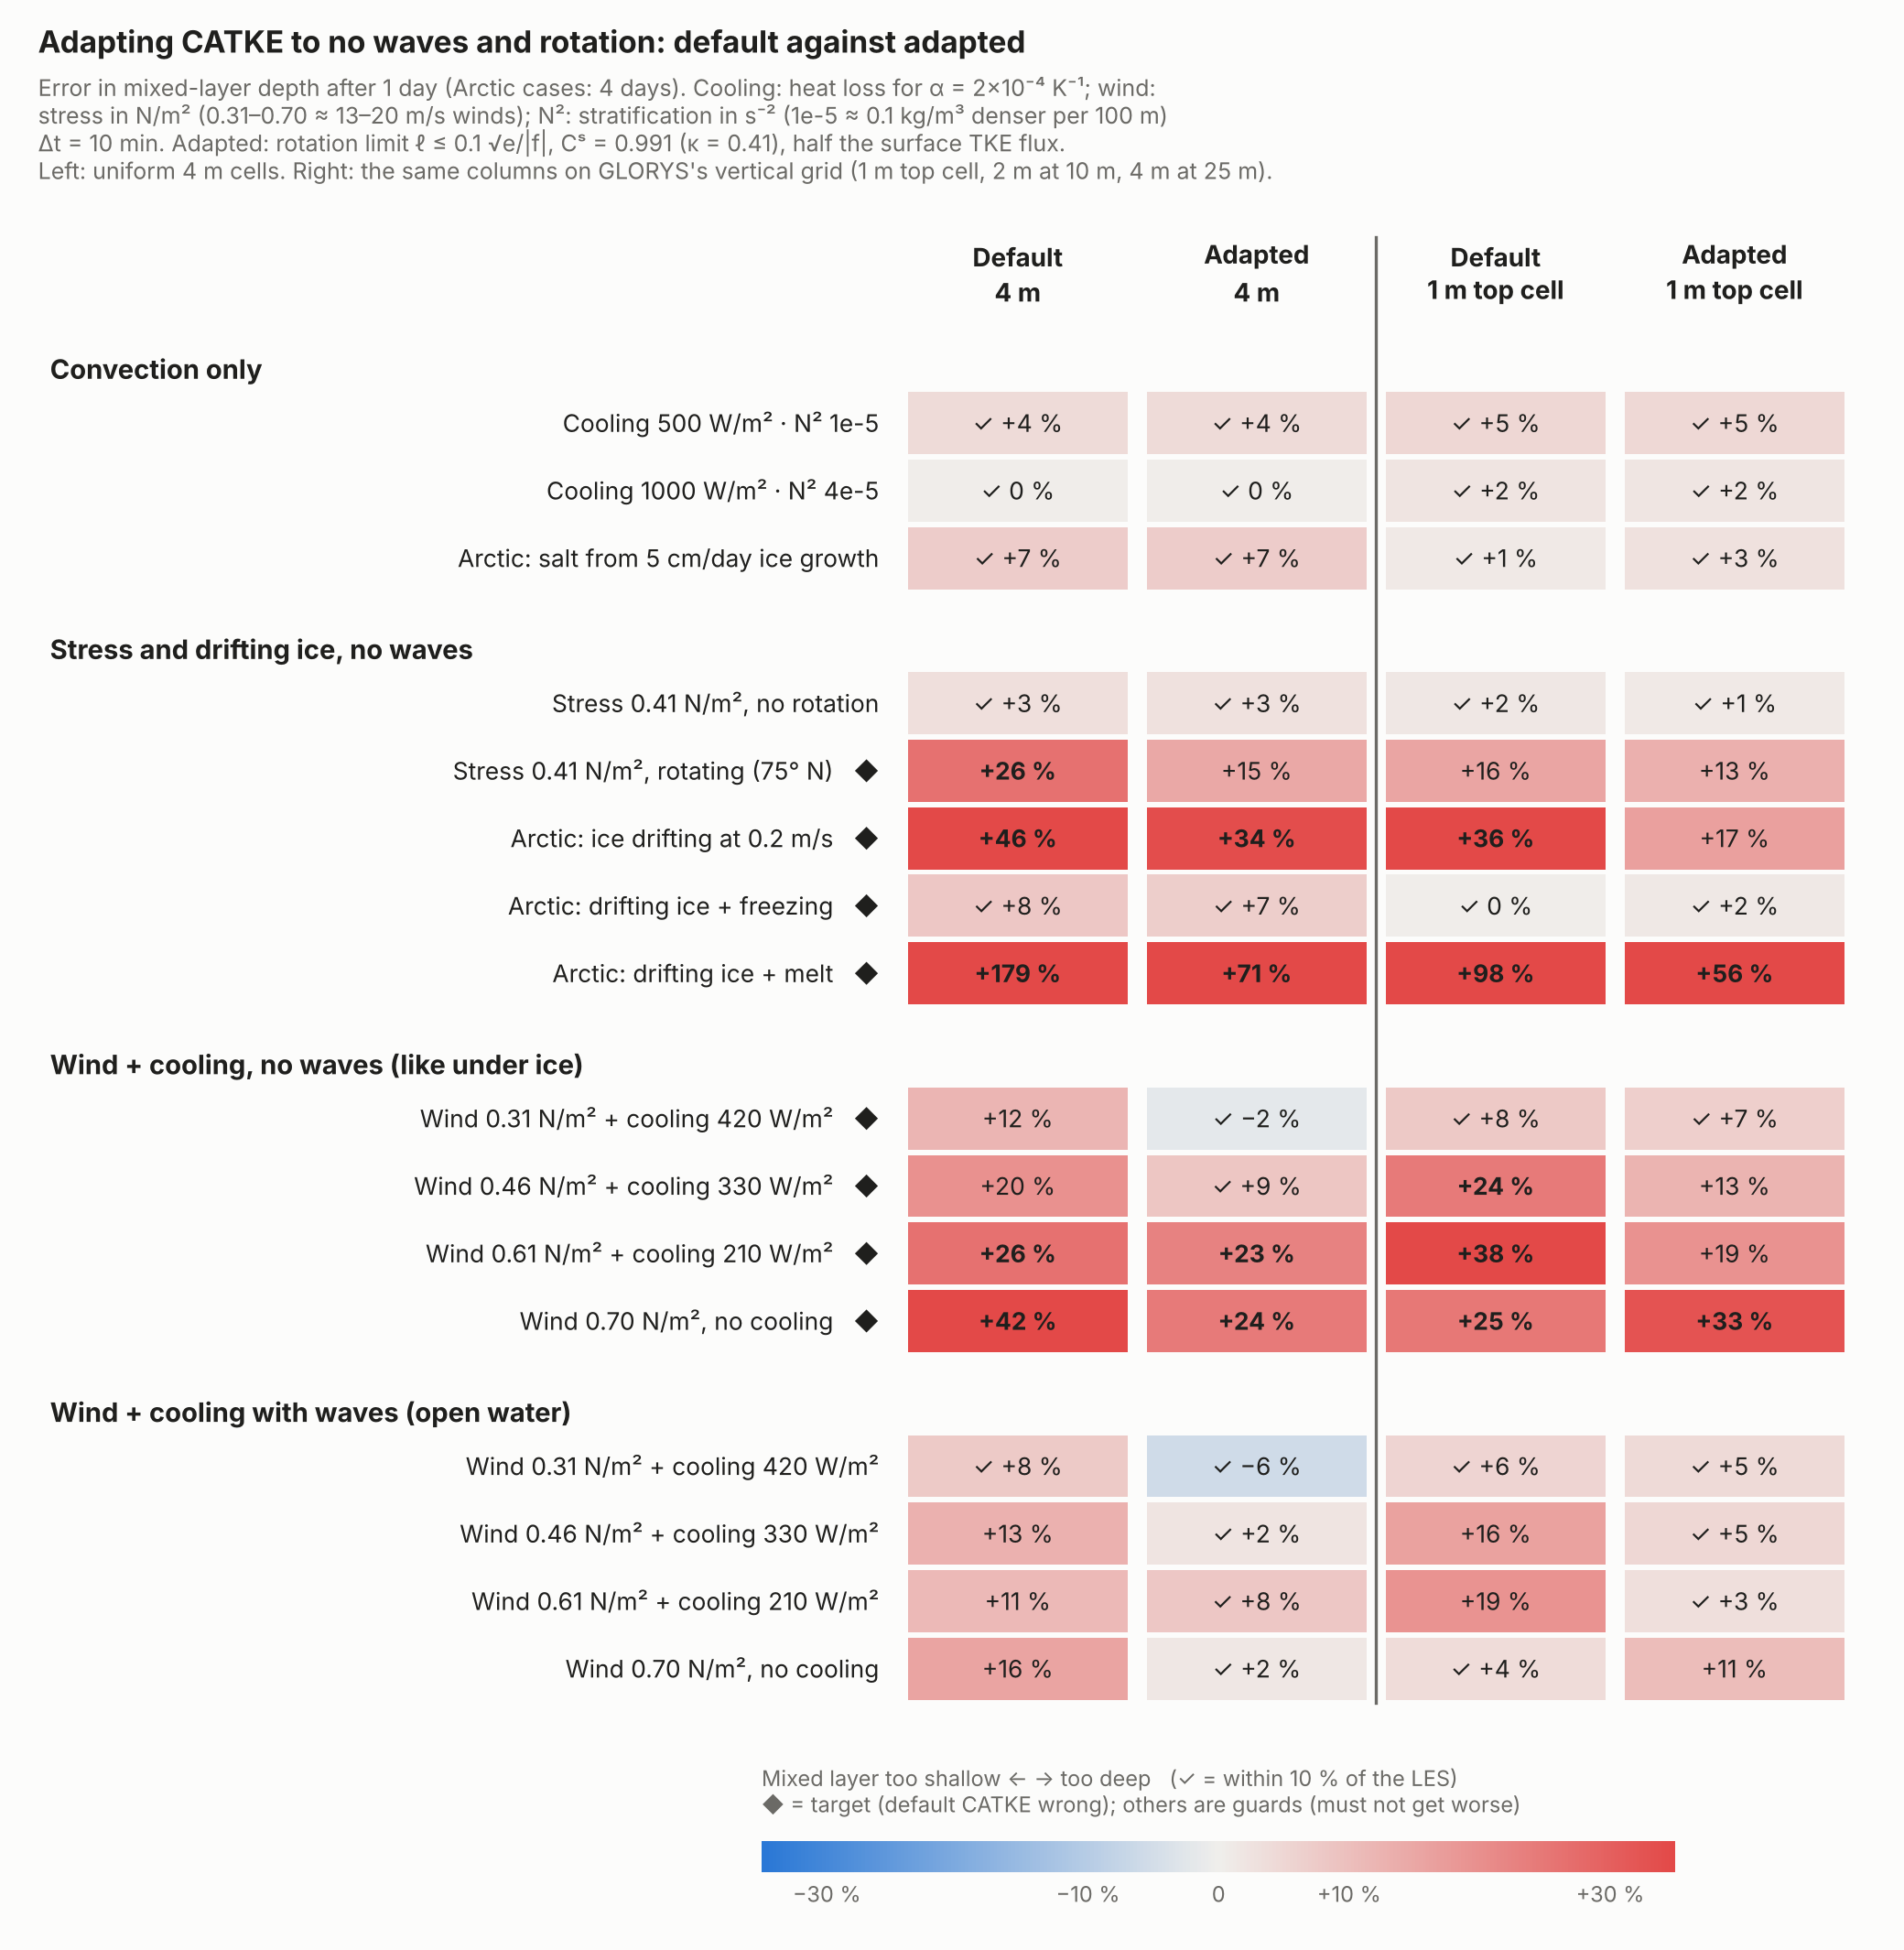 Adapting CATKE to no waves and rotation: default against adapted
Error in mixed-layer depth after 1 day (Arctic cases: 4 days). Cooling: heat loss for α = 2×10⁻⁴ K⁻¹; wind:
stress in N/m² (0.31–0.70 ≈ 13–20 m/s winds); N²: stratification in s⁻² (1e-5 ≈ 0.1 kg/m³ denser per 100 m)
Δt = 10 min. Adapted: rotation limit ℓ ≤ 0.1 √e/|f|, Cˢ = 0.991 (κ = 0.41), half the surface TKE flux.
Left: uniform 4 m cells. Right: the same columns on GLORYS's vertical grid (1 m top cell, 2 m at 10 m, 4 m at 25 m).
Default Adapted Default Adapted
4 m 4 m 1 m top cell 1 m top cell
Convection only
Cooling 500 W/m² · N² 1e-5 ✓ +4 % ✓ +4 % ✓ +5 % ✓ +5 %
Cooling 1000 W/m² · N² 4e-5 ✓ 0 % ✓ 0 % ✓ +2 % ✓ +2 %
Arctic: salt from 5 cm/day ice growth ✓ +7 % ✓ +7 % ✓ +1 % ✓ +3 %
Stress and drifting ice, no waves
Stress 0.41 N/m², no rotation ✓ +3 % ✓ +3 % ✓ +2 % ✓ +1 %
Stress 0.41 N/m², rotating (75° N) ◆ +26 % +15 % +16 % +13 %
Arctic: ice drifting at 0.2 m/s ◆ +46 % +34 % +36 % +17 %
Arctic: drifting ice + freezing ◆ ✓ +8 % ✓ +7 % ✓ 0 % ✓ +2 %
Arctic: drifting ice + melt ◆ +179 % +71 % +98 % +56 %
Wind + cooling, no waves (like under ice)
Wind 0.31 N/m² + cooling 420 W/m² ◆ +12 % ✓ −2 % ✓ +8 % ✓ +7 %
Wind 0.46 N/m² + cooling 330 W/m² ◆ +20 % ✓ +9 % +24 % +13 %
Wind 0.61 N/m² + cooling 210 W/m² ◆ +26 % +23 % +38 % +19 %
Wind 0.70 N/m², no cooling ◆ +42 % +24 % +25 % +33 %
Wind + cooling with waves (open water)
Wind 0.31 N/m² + cooling 420 W/m² ✓ +8 % ✓ −6 % ✓ +6 % ✓ +5 %
Wind 0.46 N/m² + cooling 330 W/m² +13 % ✓ +2 % +16 % ✓ +5 %
Wind 0.61 N/m² + cooling 210 W/m² +11 % ✓ +8 % +19 % ✓ +3 %
Wind 0.70 N/m², no cooling +16 % ✓ +2 % ✓ +4 % +11 %
Mixed layer too shallow ← → too deep (✓ = within 10 % of the LES)
◆ = target (default CATKE wrong); others are guards (must not get worse)
−30 % −10 % 0 +10 % +30 %